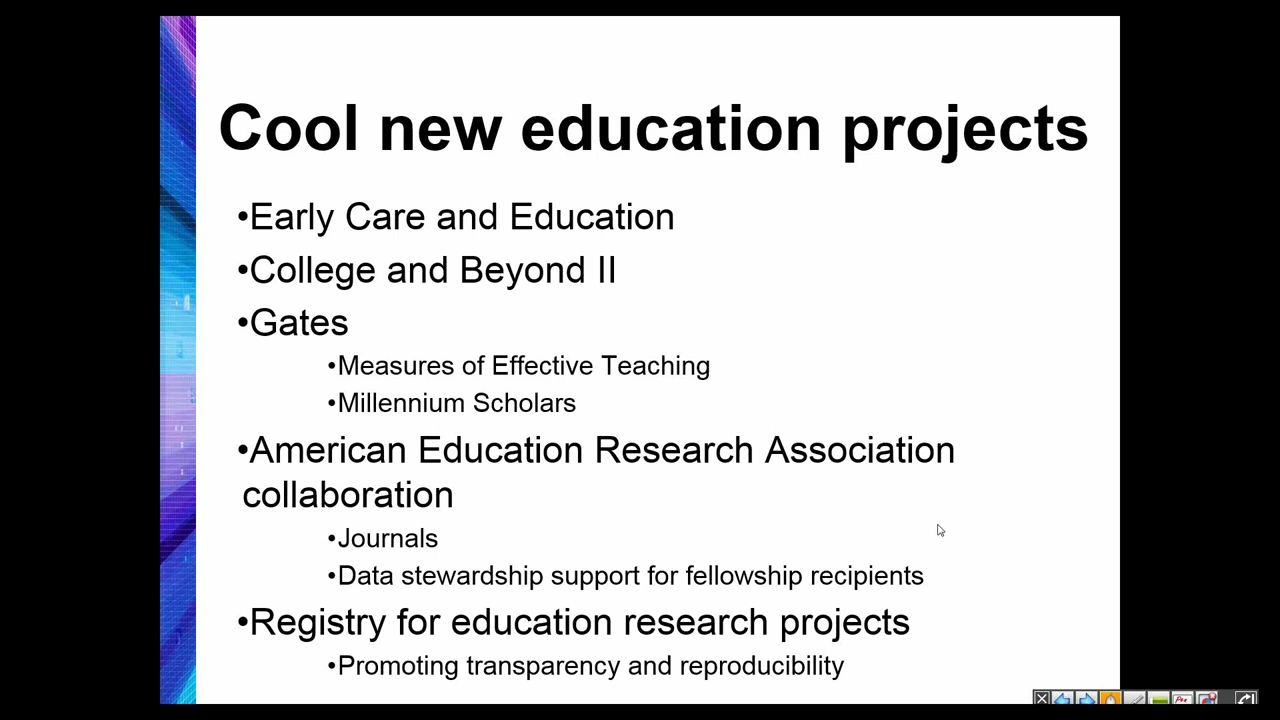 Cool new education projects
•Early Care and Education
•College and Beyond II
•Gates
•Measures of Effective Teaching
•Millennium Scholars
•American Education Research Association
collaboration
•Journals
•Data stewardship support for fellowship recipients
•Registry for education research projects
•Promoting transparency and reproducibility